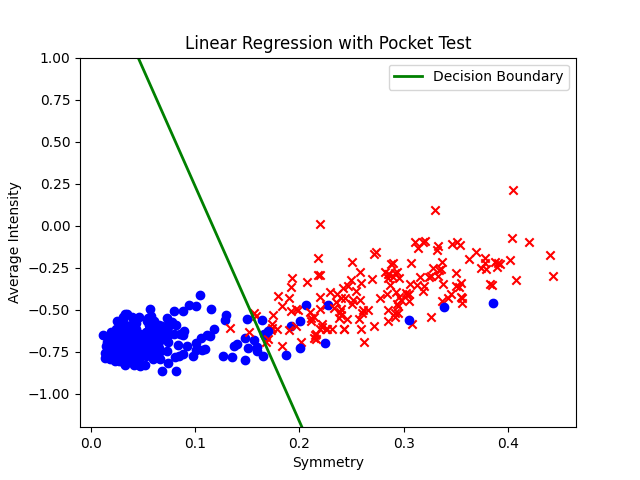 Linear Regression with Pocket Test
Decision Boundary
1.00
0.75
0.50
0.25
0.00
−0.25
−0.50
−0.75
−1.00
Average Intensity
0.0 0.1 0.2 0.3 0.4
Symmetry